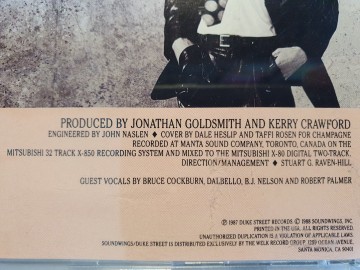 PRODUCED BY JONATHAN GOLDSMITH AND KERRY CRAWFORD
ENGINEERED BY JOHN NASLEN ♦ COVER BY DALE HESLIP AND TAFFI ROSEN FOR CHAMPAGNE
RECORDED AT MANTA SOUND COMPANY, TORONTO, CANADA ON THE
MITSUBISHI 32 TRACK X-850 RECORDING SYSTEM AND MIXED TO THE MITSUBISHI X-80 DIGITAL TWO-TRACK.
DIRECTION/MANAGEMENT ♦ STUART G. RAVEN-HILL
GUEST VOCALS BY BRUCE COCKBURN, DALBELLO, B.J. NELSON AND ROBERT PALMER
℗ 1987 DUKE STREET RECORDS. © 1988 SOUNDWINGS, INC.
PRINTED IN THE USA. ALL RIGHTS RESERVED
UNAUTHORIZED DUPLICATION IS A VIOLATION OF APPLICABLE LAWS.
SOUNDWINGS/DUKE STREET IS DISTRIBUTED EXCLUSIVELY BY THE WELK RECORD GROUP 1299 OCEAN AVENUE,
SANTA MONICA, CA 90401